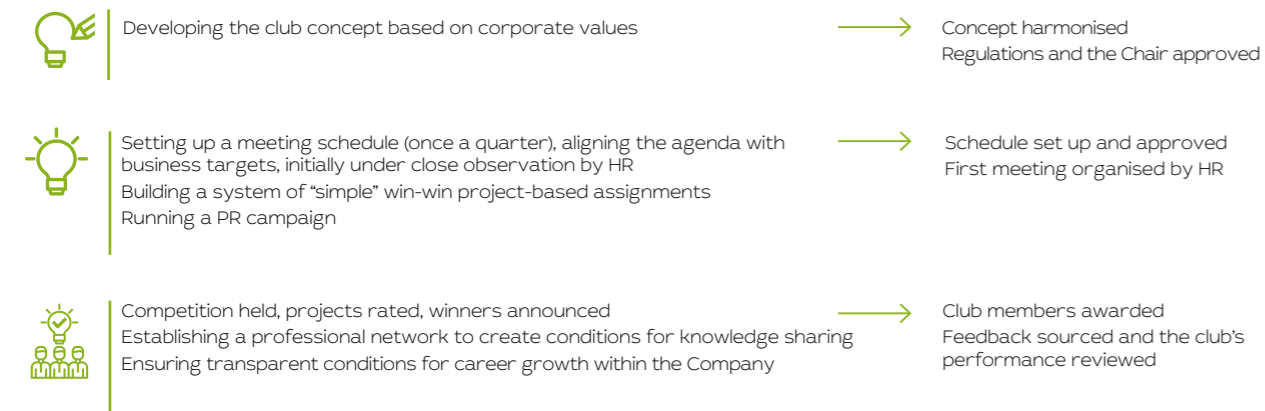 Developing the club concept based on corporate values
Concept harmonised
Regulations and the Chair approved
Setting up a meeting schedule (once a quarter), aligning the agenda with
business targets, initially under close observation by HR
Building a system of “simple” win-win project-based assignments
Running a PR campaign
Schedule set up and approved
First meeting organised by HR
Competition held, projects rated, winners announced
Establishing a professional network to create conditions for knowledge sharing
Ensuring transparent conditions for career growth within the Company
Club members awarded
Feedback sourced and the club’s
performance reviewed